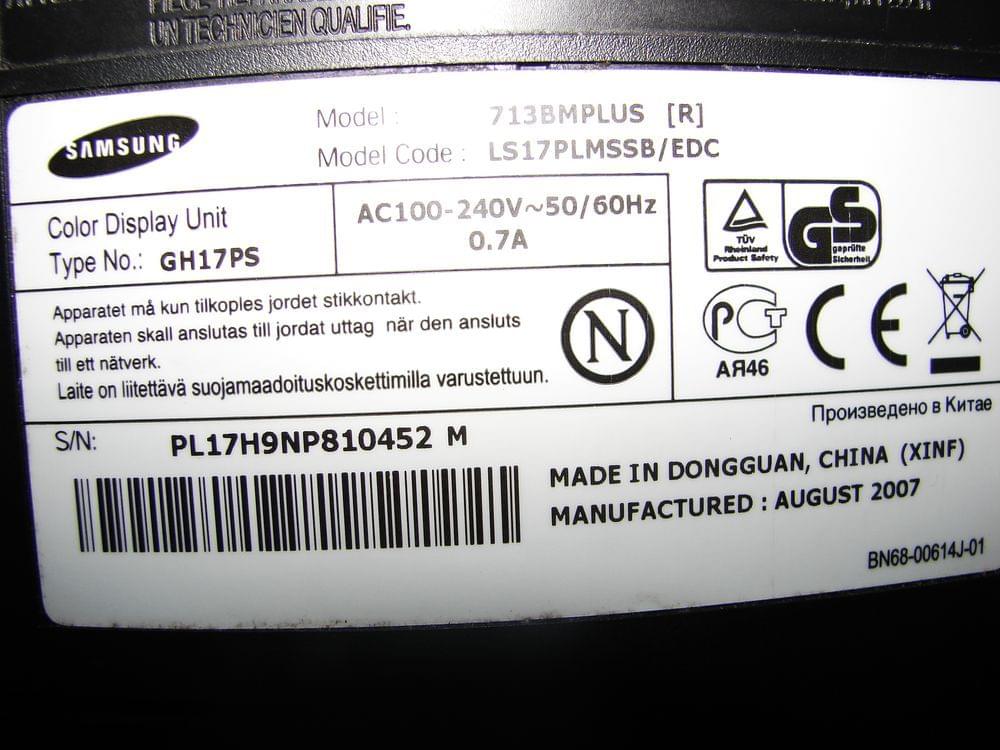 UN TECHNICIEN QUALIFIE.
SAMSUNG
Model : 713BMPLUS [R]
Model Code : LS17PLMSSB/EDC
Color Display Unit
Type No.: GH17PS
AC100-240V~50/60Hz
0.7A
TÜV
Rheinland
Product Safety
GS
geprüfte
Sicherheit
Apparatet må kun tilkoples jordet stikkontakt.
Apparaten skall anslutas till jordat uttag när den ansluts
till ett nätverk.
Laite on liitettävä suojamaadoituskoskettimilla varustettuun.
N
РСТ
АЯ46
CE
Произведено в Китае
S/N: PL17H9NP810452 M
MADE IN DONGGUAN, CHINA (XINF)
MANUFACTURED : AUGUST 2007
BN68-00614J-01